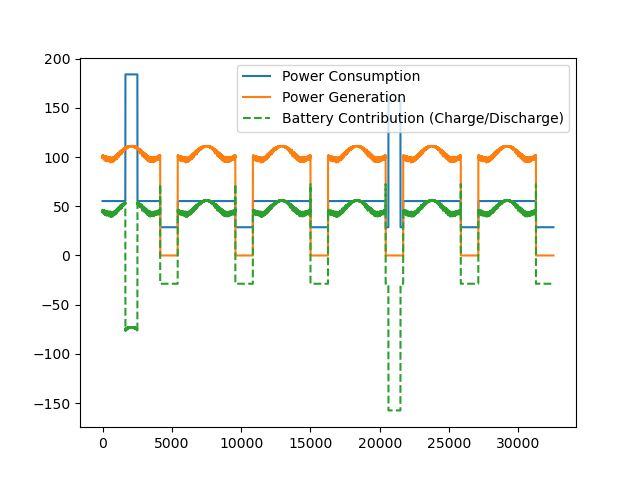 200
150
100
50
0
−50
−100
−150
Power Consumption
Power Generation
Battery Contribution (Charge/Discharge)
0 5000 10000 15000 20000 25000 30000